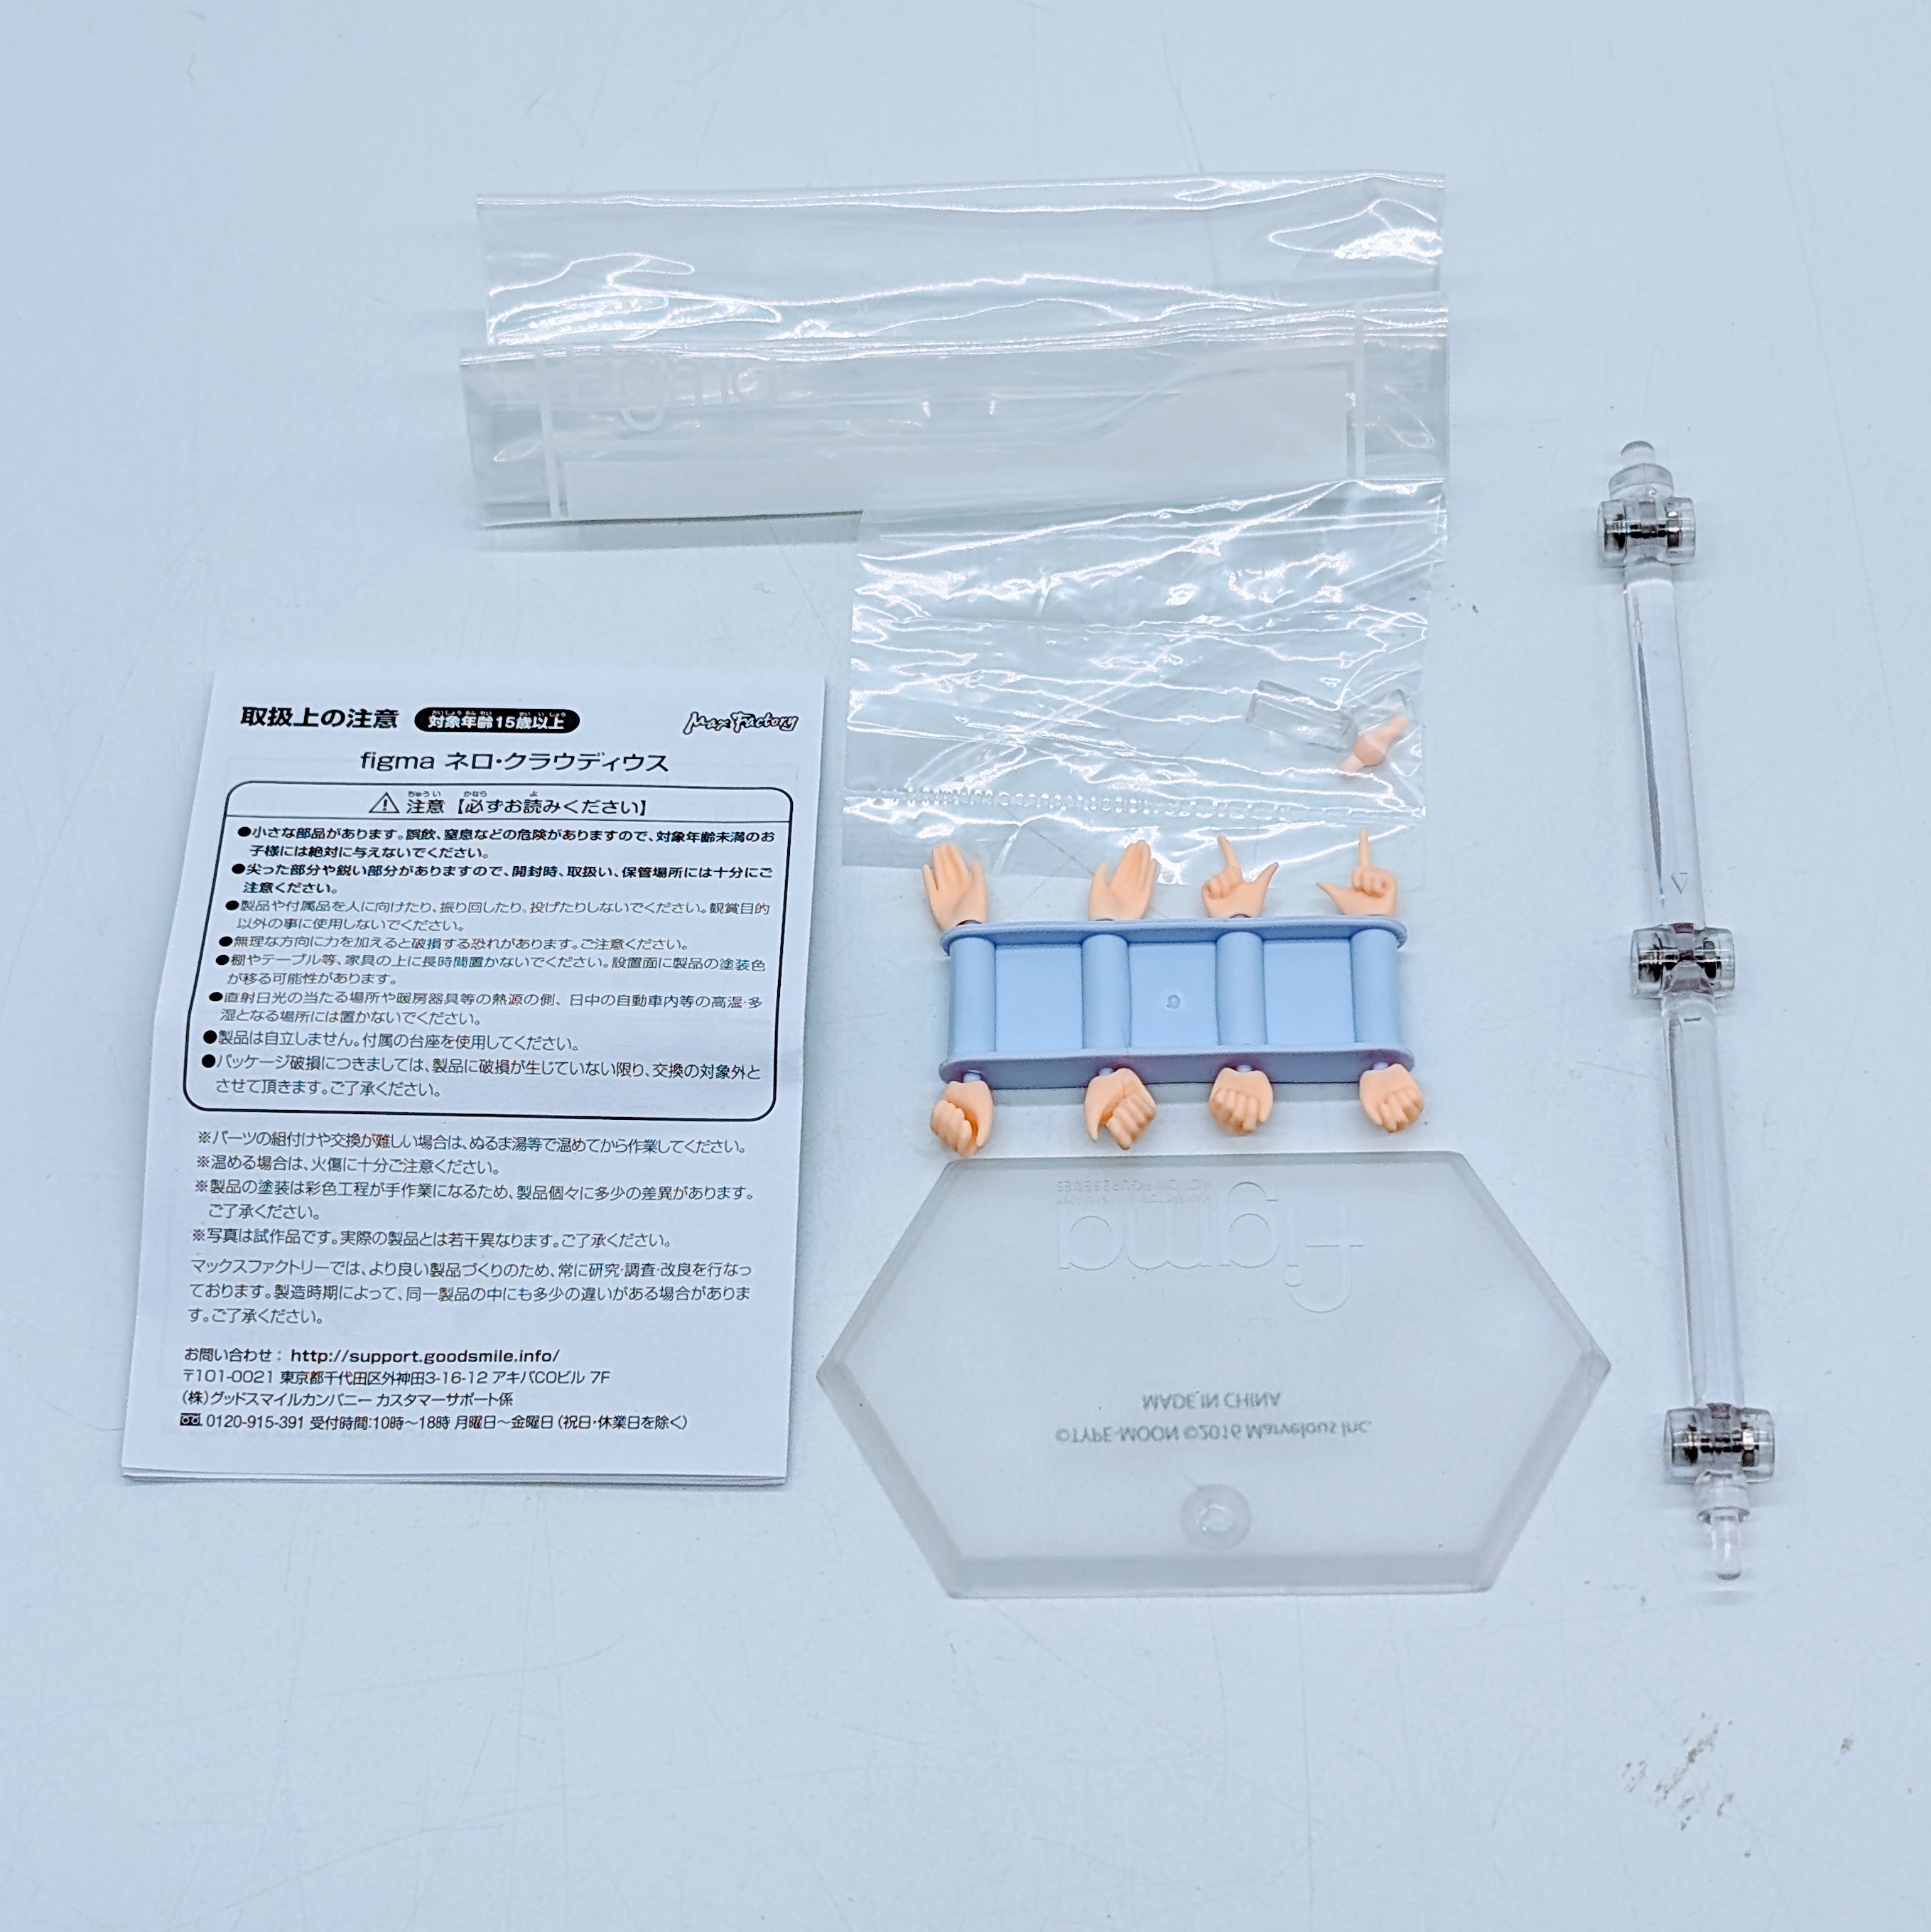 figma
取扱上の注意 対象年齢15歳以上 Max Factory
figma ネロ・クラウディウス
注意【必ずお読みください】
●小さな部品があります。誤飲、窒息などの危険がありますので、対象年齢未満のお
子様には絶対に与えないでください。
●尖った部分や鋭い部分がありますので、開封時、取扱い、保管場所には十分にご
注意ください。
●製品や付属品を人に向けたり、振り回したり、投げたりしないでください。観賞目的
以外の事に使用しないでください。
●無理な方向に力を加えると破損する恐れがあります。ご注意ください。
●棚やテーブル等、家具の上に長時間置かないでください。設置面に製品の塗装色
が移る可能性があります。
●直射日光の当たる場所や暖房器具等の熱源の側、日中の自動車内等の高温・多
湿となる場所には置かないでください。
●製品は自立しません。付属の台座を使用してください。
●パッケージ破損につきましては、製品に破損が生じていない限り、交換の対象外と
させて頂きます。ご了承ください。
※パーツの組付けや交換が難しい場合は、ぬるま湯等で温めてから作業してください。
※温める場合は、火傷に十分ご注意ください。
※製品の塗装は彩色工程が手作業になるため、製品個々に多少の差異があります。
ご了承ください。
※写真は試作品です。実際の製品とは若干異なります。ご了承ください。
マックスファクトリーでは、より良い製品づくりのため、常に研究・調査・改良を行なっ
ております。製造時期によって、同一製品の中にも多少の違いがある場合がありま
す。ご了承ください。
お問い合わせ： http://support.goodsmile.info/
〒101-0021 東京都千代田区外神田3-16-12 アキバCOビル 7F
(株)グッドスマイルカンパニー カスタマーサポート係
0120-915-391 受付時間:10時〜18時 月曜日〜金曜日（祝日・休業日を除く）
ACTION FIGURE SERIES
figma
MADE IN CHINA
©TYPE-MOON ©2016 Marvelous Inc.